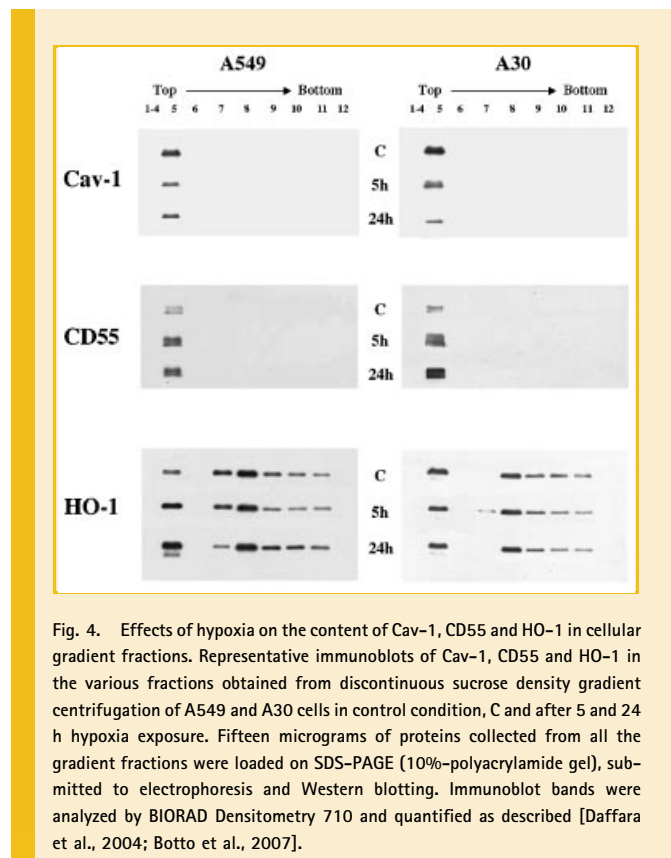 A549 A30
Top Bottom Top Bottom
1-4 5 6 7 8 9 10 11 12 1-4 5 6 7 8 9 10 11 12
C
Cav-1 5h
24h
C
CD55 5h
24h
C
HO-1 5h
24h
Fig. 4. Effects of hypoxia on the content of Cav-1, CD55 and HO-1 in cellular
gradient fractions. Representative immunoblots of Cav-1, CD55 and HO-1 in
the various fractions obtained from discontinuous sucrose density gradient
centrifugation of A549 and A30 cells in control condition, C and after 5 and 24
h hypoxia exposure. Fifteen micrograms of proteins collected from all the
gradient fractions were loaded on SDS-PAGE (10%-polyacrylamide gel), sub-
mitted to electrophoresis and Western blotting. Immunoblot bands were
analyzed by BIORAD Densitometry 710 and quantified as described [Daffara
et al., 2004; Botto et al., 2007].